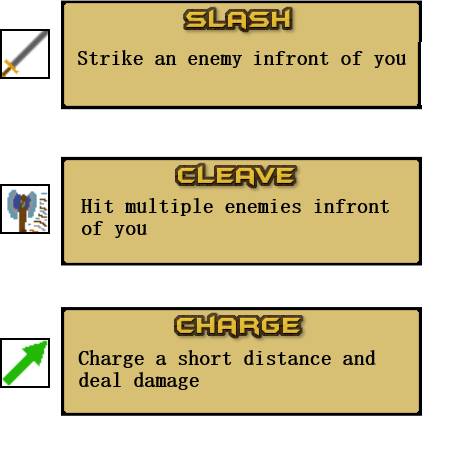 SLASH
Strike an enemy infront of you
CLEAVE
Hit multiple enemies infront
of you
CHARGE
Charge a short distance and
deal damage